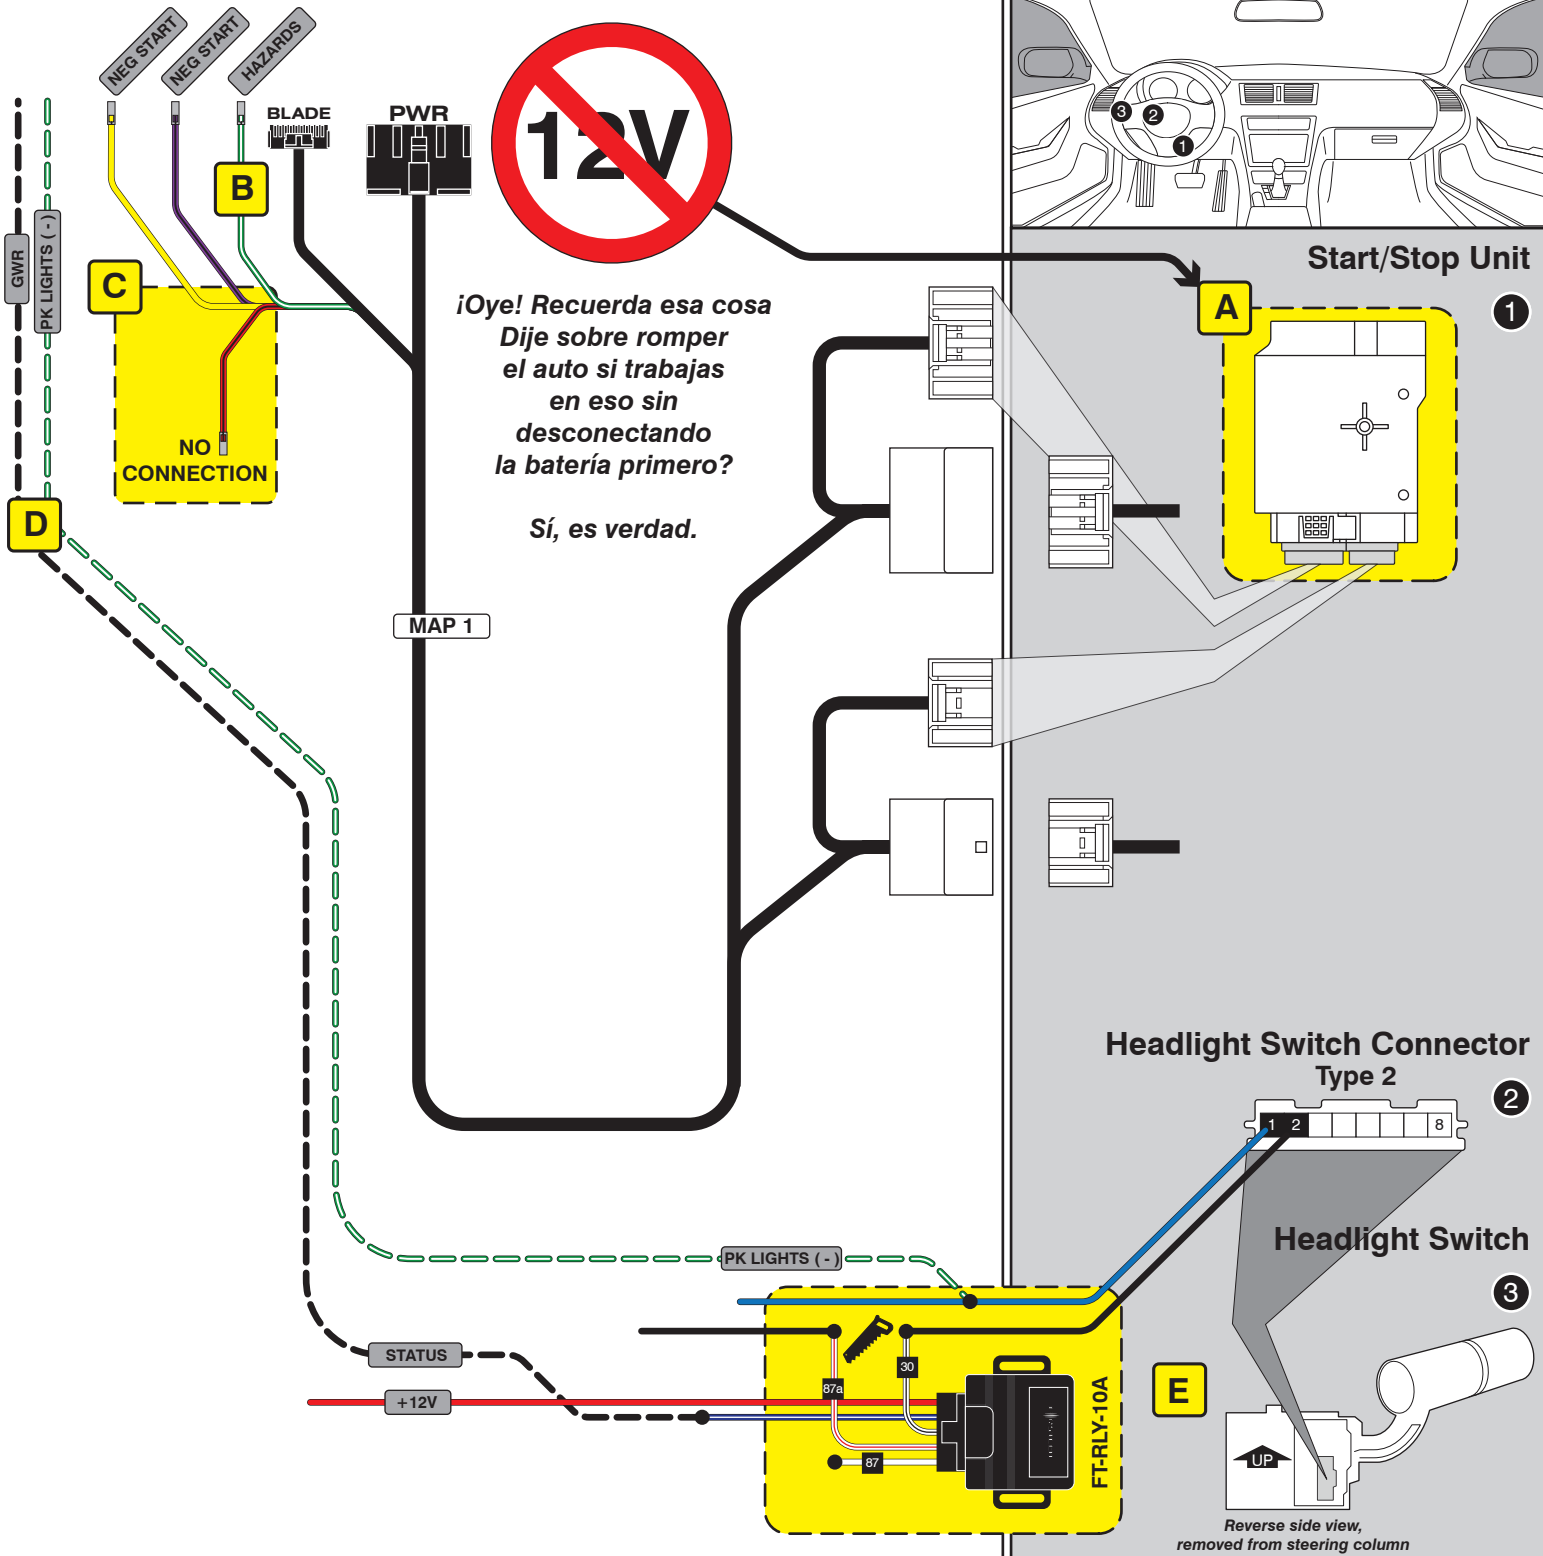 NEG START
NEG START
HAZARDS
BLADE
PWR
12V
3
2
1
B
GWR
PK LIGHTS ( - )
C
NO
CONNECTION
D
¡Oye! Recuerda esa cosa
Dije sobre romper
el auto si trabajas
en eso sin
desconectando
la batería primero?
Sí, es verdad.
MAP 1
Start/Stop Unit
1
A
Headlight Switch Connector
Type 2
2
1 2 8
Headlight Switch
3
PK LIGHTS ( - )
STATUS
+12V
30
87a
87
FT-RLY-10A
E
UP
Reverse side view,
removed from steering column